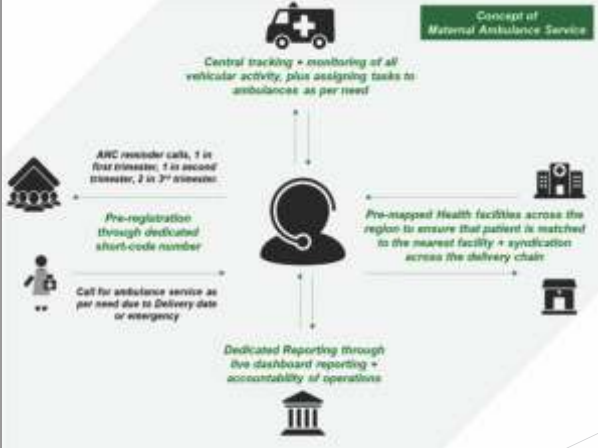 Concept of
Maternal Ambulance Service
Central tracking + monitoring of all
vehicular activity, plus assigning tasks to
ambulances as per need
ANC reminder calls, 1 in
first trimester, 1 in second
trimester, 2 in 3rd trimester.
Pre-registration
through dedicated
short-code number
Call for ambulance service as
per need due to Delivery date
or emergency
Pre-mapped Health facilities across the
region to ensure that patient is matched
to the nearest facility + syndication
across the delivery chain
Dedicated Reporting through
live dashboard reporting +
accountability of operations